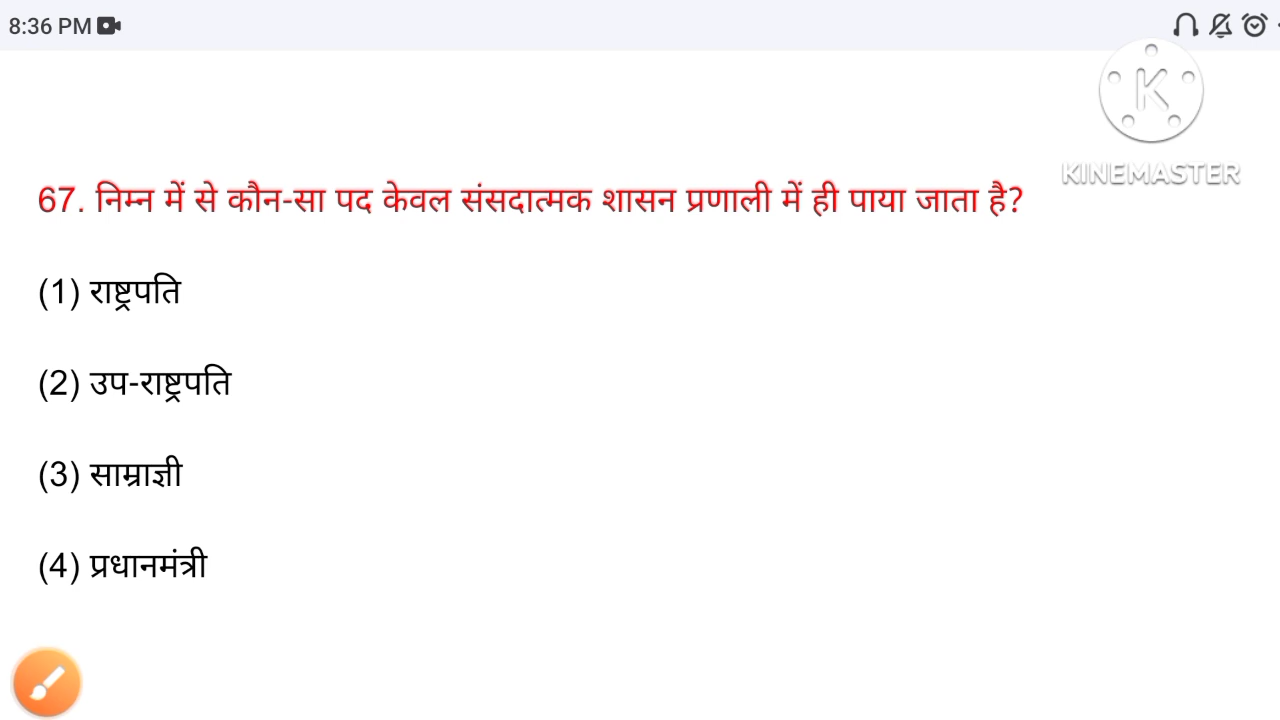 8:36 PM
KINEMASTER
67. निम्न में से कौन-सा पद केवल संसदात्मक शासन प्रणाली में ही पाया जाता है?
(1) राष्ट्रपति
(2) उप-राष्ट्रपति
(3) साम्राज्ञी
(4) प्रधानमंत्री